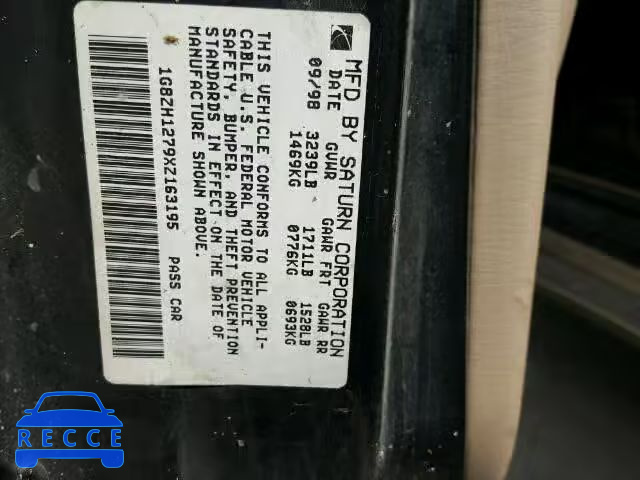 MFD BY SATURN CORPORATION
DATE GVWR GAWR FRT GAWR RR
09/98 3239LB 1711LB 1528LB
1469KG 0776KG 0693KG
THIS VEHICLE CONFORMS TO ALL APPLI-
CABLE U.S. FEDERAL MOTOR VEHICLE
SAFETY, BUMPER, AND THEFT PREVENTION
STANDARDS IN EFFECT ON THE DATE OF
MANUFACTURE SHOWN ABOVE.
1G8ZH1279XZ163195 PASS CAR
RECCE